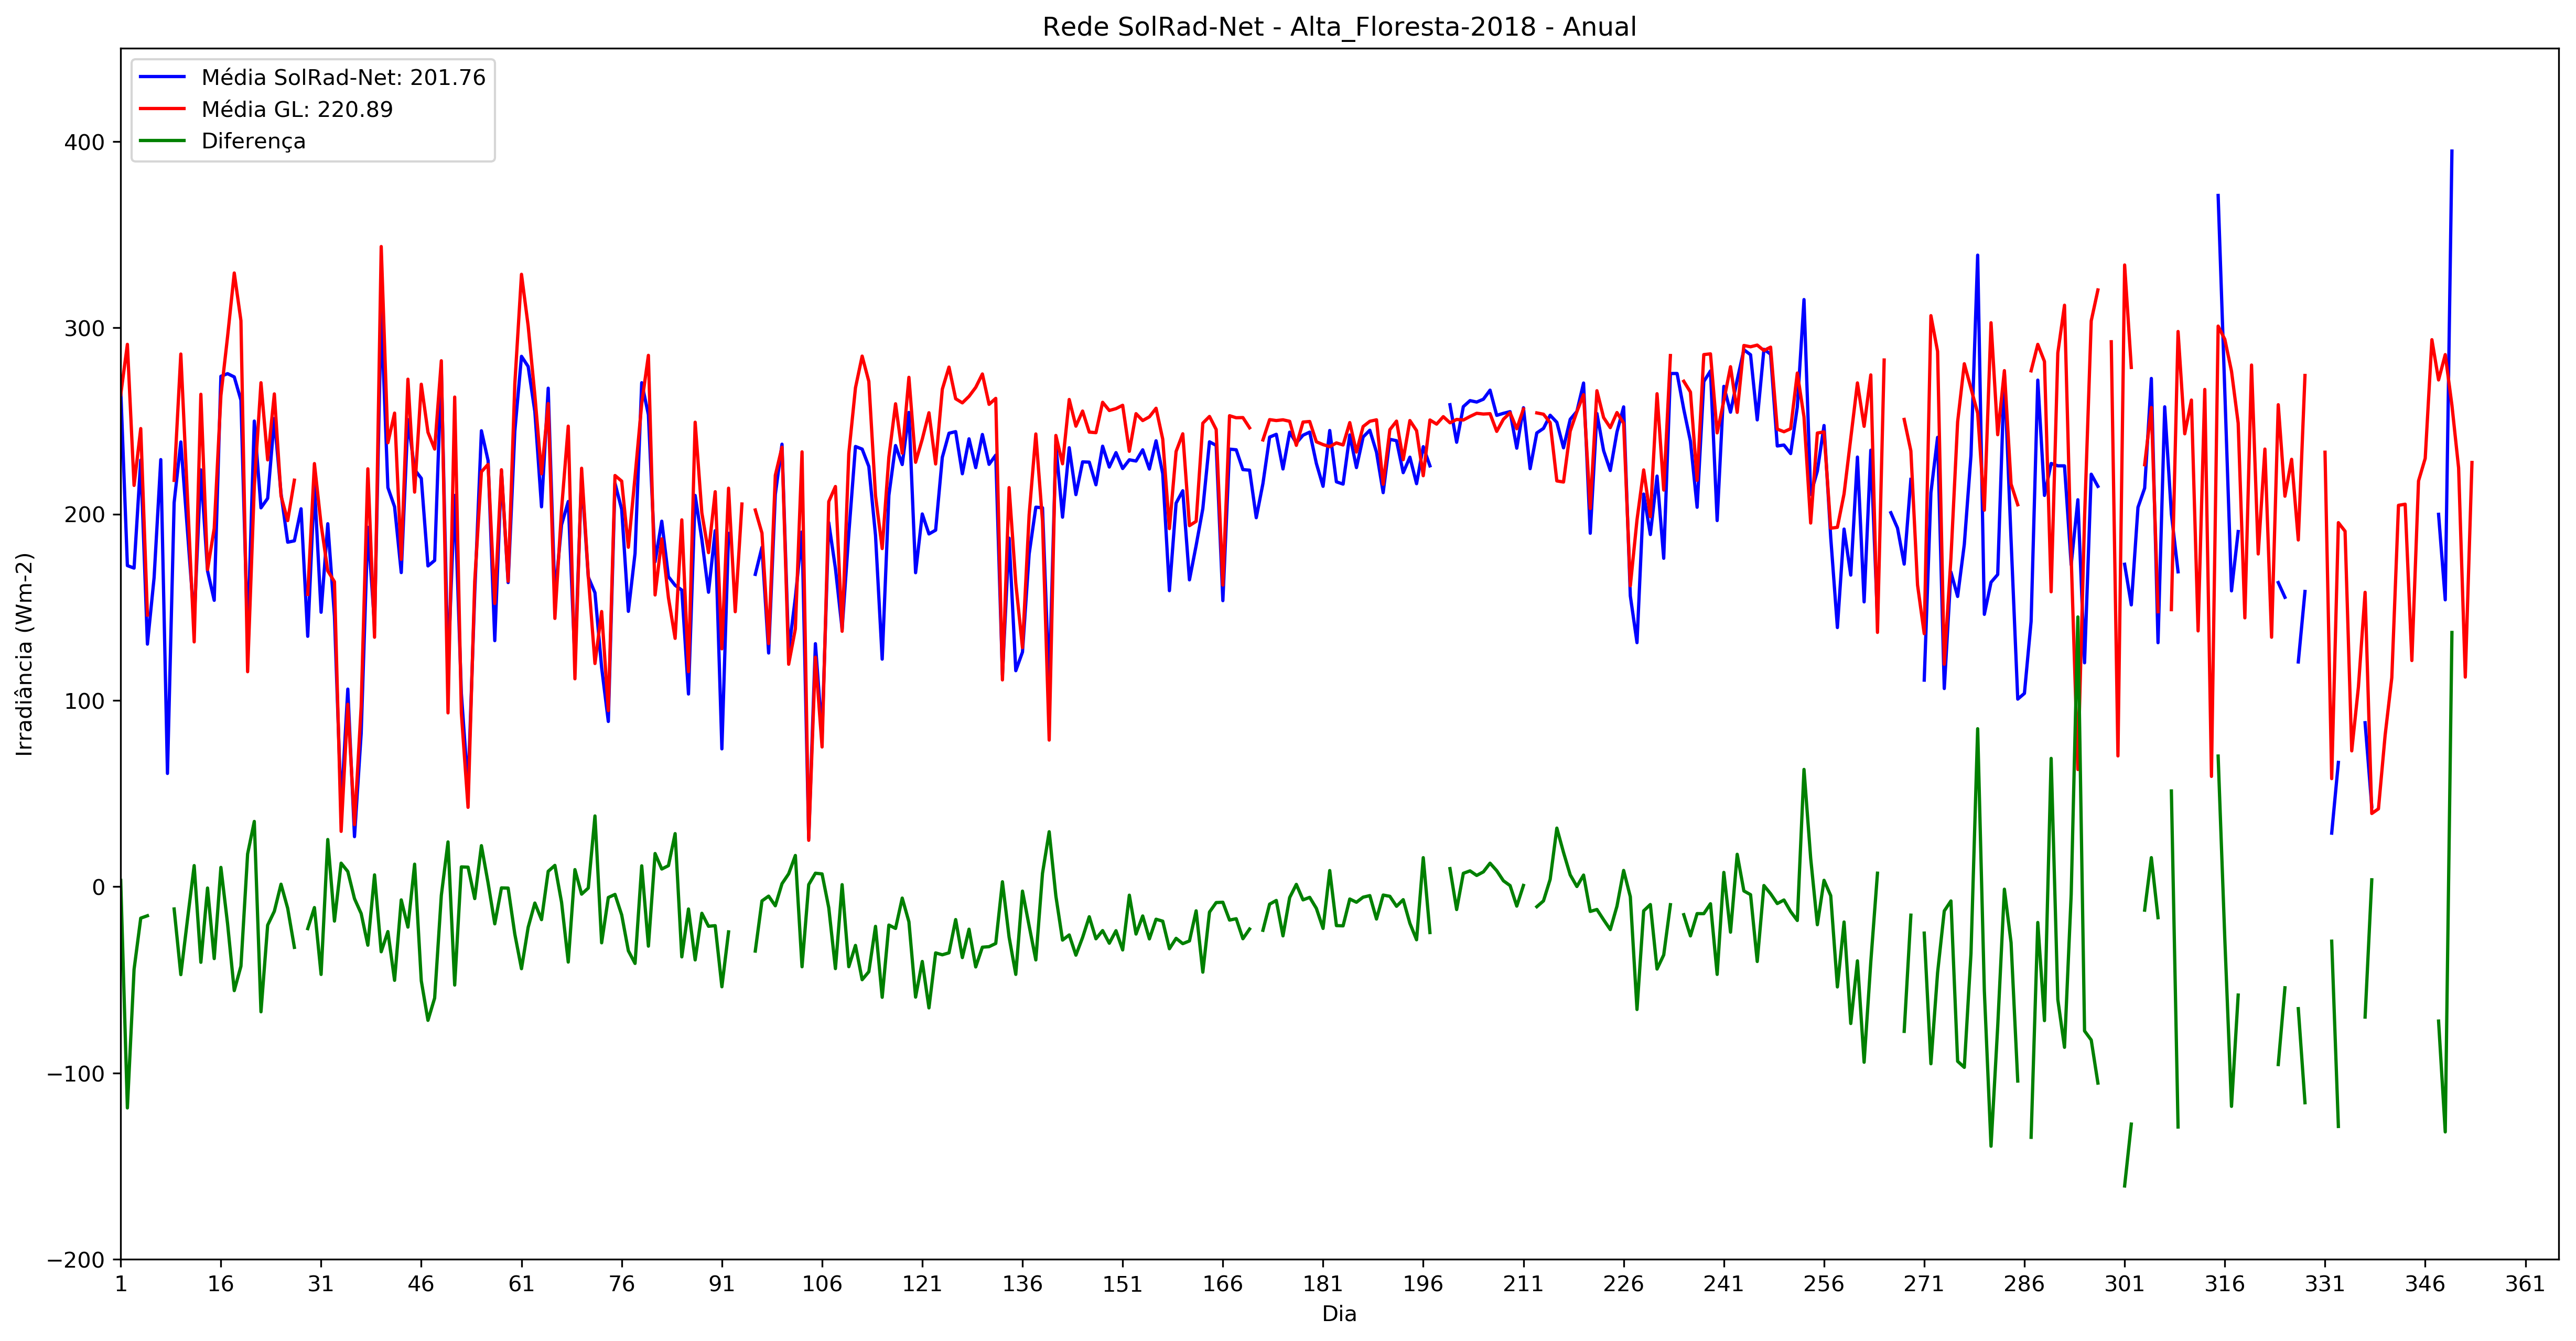 Rede SolRad-Net - Alta_Floresta-2018 - Anual
Média SolRad-Net: 201.76
Média GL: 220.89
Diferença
400
300
200
100
0
−100
−200
Irradiância (Wm-2)
1 16 31 46 61 76 91 106 121 136 151 166 181 196 211 226 241 256 271 286 301 316 331 346 361
Dia